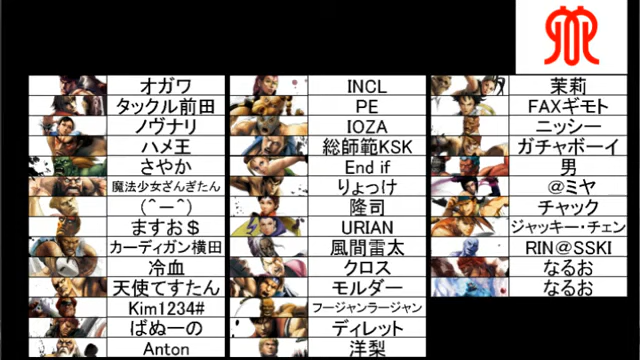 オガワ
タックル前田
ノヴナリ
ハメ王
さやか
魔法少女ざんぎたん
(^ー^)
ますお＄
カーディガン横田
冷血
天使てすたん
Kim1234#
ばぬーの
Anton
INCL
PE
IOZA
総師範KSK
End if
りょっけ
隆司
URIAN
風間雷太
クロス
モルダー
フージャンラージャン
ディレット
洋梨
茉莉
FAXギモト
ニッシー
ガチャボーイ
男
＠ミヤ
チャック
ジャッキー・チェン
RIN@SSKI
なるお
なるお